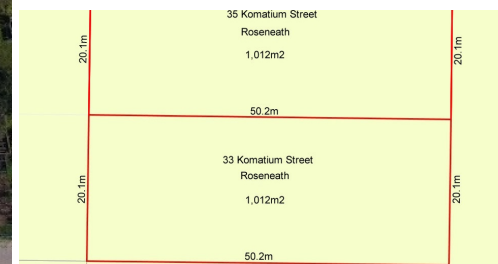 35 Komatium Street
Roseneath
1,012m2
20.1m
20.1m
50.2m
33 Komatium Street
Roseneath
1,012m2
20.1m
20.1m
50.2m